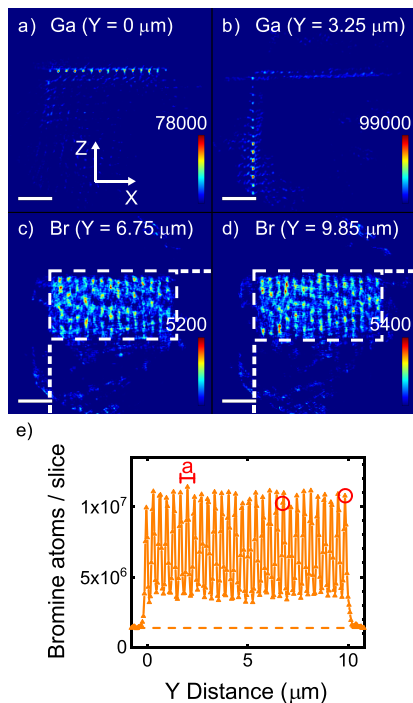 a) Ga (Y = 0 μm)
b) Ga (Y = 3.25 μm)
Z
X
78000
99000
c) Br (Y = 6.75 μm)
d) Br (Y = 9.85 μm)
5200
5400
e)
a
Bromine atoms / slice
1x10⁷
5x10⁶
0
0
5
10
Y Distance (μm)